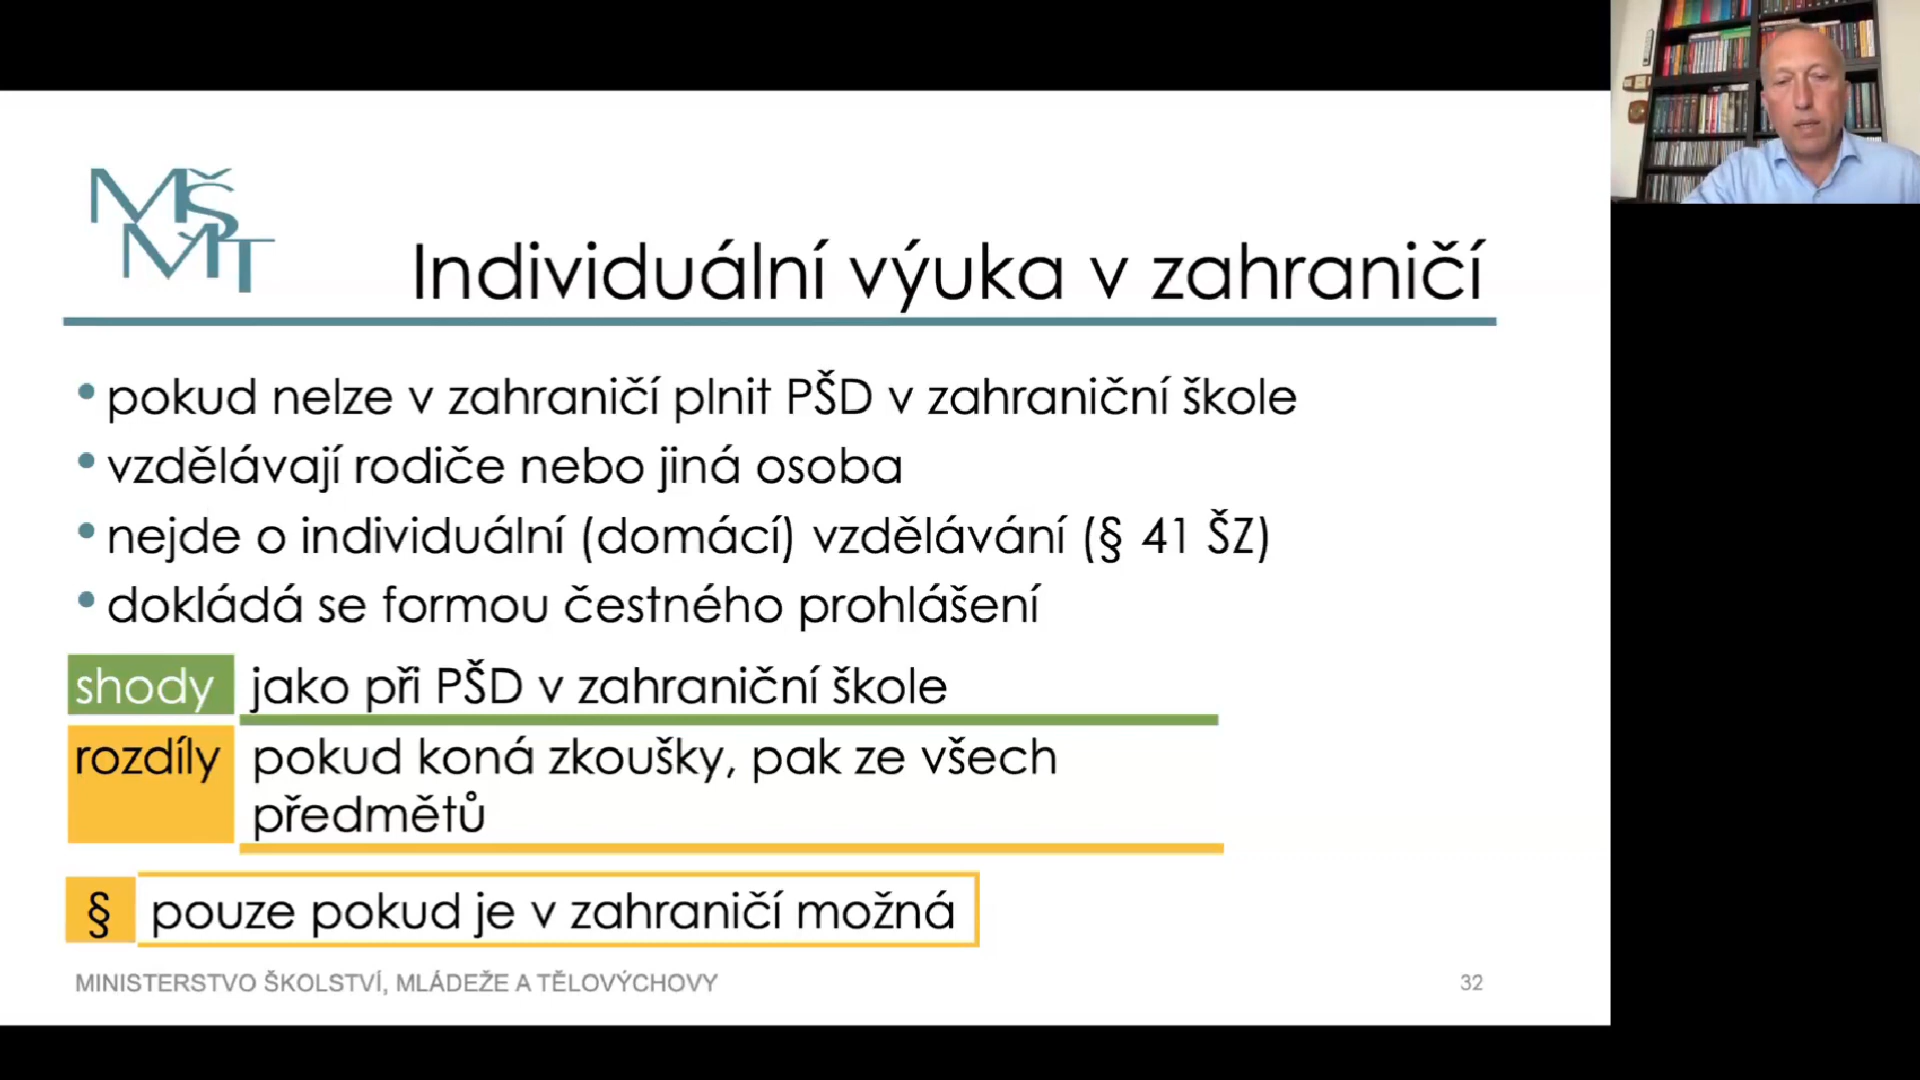 MŠMT
Individuální výuka v zahraničí
• pokud nelze v zahraničí plnit PŠD v zahraniční škole
• vzdělávají rodiče nebo jiná osoba
• nejde o individuální (domácí) vzdělávání (§ 41 ŠZ)
• dokládá se formou čestného prohlášení
shody jako při PŠD v zahraniční škole
rozdíly pokud koná zkoušky, pak ze všech
předmětů
§ pouze pokud je v zahraničí možná
MINISTERSTVO ŠKOLSTVÍ, MLÁDEŽE A TĚLOVÝCHOVY 32